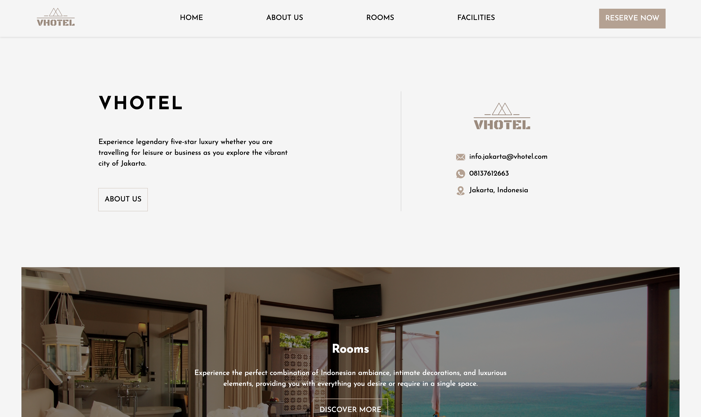 VHOTEL
HOME
ABOUT US
ROOMS
FACILITIES
RESERVE NOW
VHOTEL
Experience legendary five-star luxury whether you are
travelling for leisure or business as you explore the vibrant
city of Jakarta.
ABOUT US
VHOTEL
info.jakarta@vhotel.com
08137612663
Jakarta, Indonesia
Rooms
Experience the perfect combination of Indonesian ambiance, intimate decorations, and luxurious
elements, providing you with everything you desire or require in a single space.
DISCOVER MORE